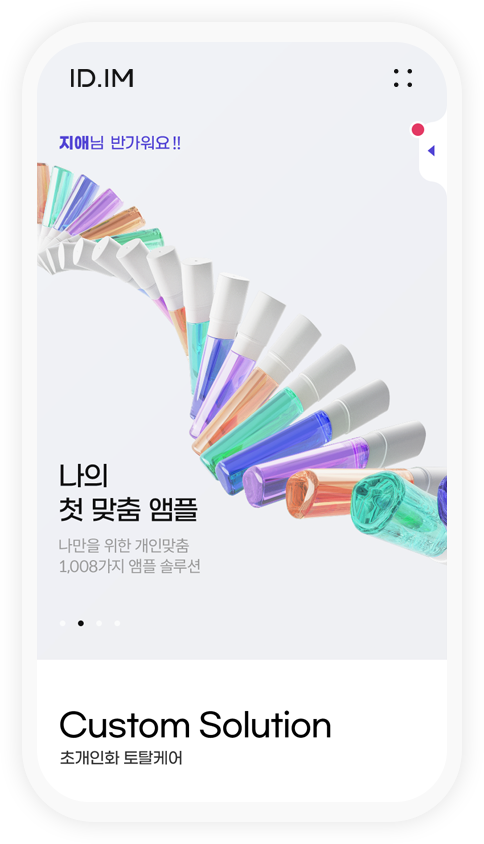 ID.IM
지애님 반가워요!!
나의
첫 맞춤 앰플
나만을 위한 개인맞춤
1,008가지 앰플 솔루션
Custom Solution
초개인화 토탈케어